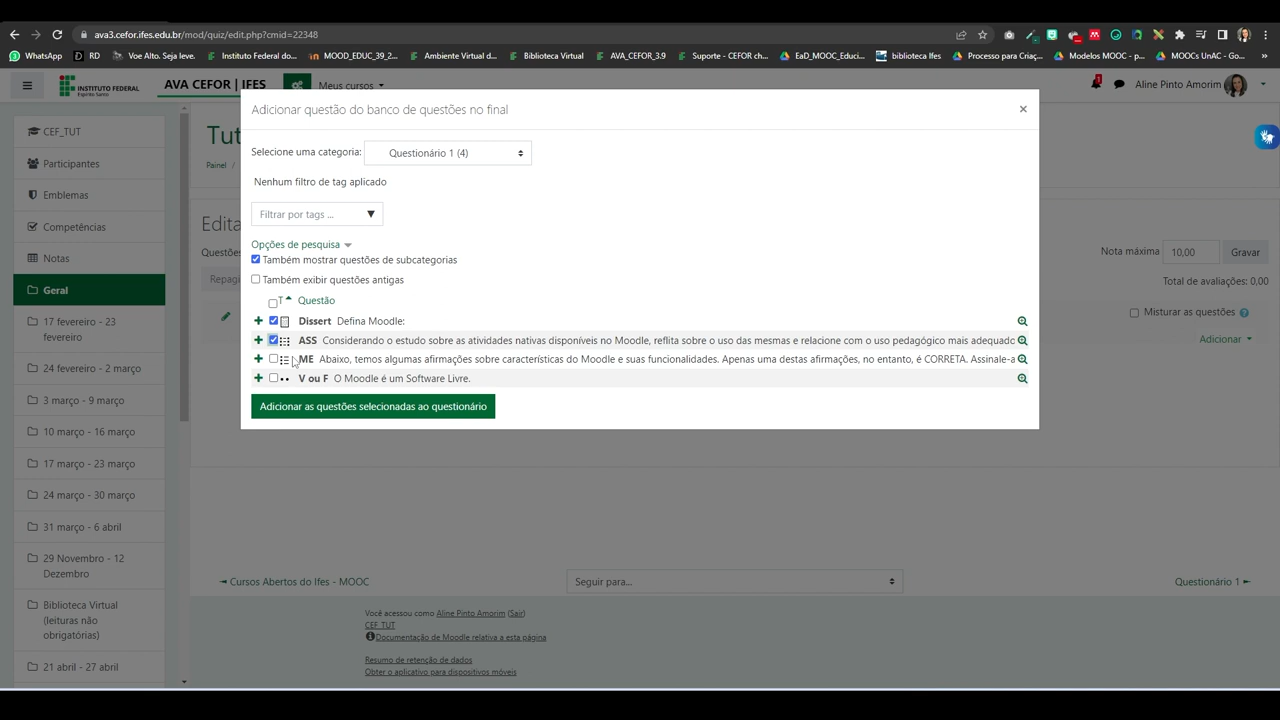 ava3.cefor.ifes.edu.br/mod/quiz/edit.php?cmid=22348
WhatsApp RD Voe Alto. Seja leve. Instituto Federal do... MOOD_EDUC_39_2... Ambiente Virtual d... Biblioteca Virtual AVA_CEFOR_3.9 Suporte - CEFOR ch... EaD_MOOC_Educi... biblioteca Ifes Processo para Criaç... Modelos MOOC - p... MOOCs UnAC - Go...
INSTITUTO FEDERAL
Espírito Santo
AVA CEFOR | IFES
Meus cursos
1
Aline Pinto Amorim
CEF_TUT
Participantes
Emblemas
Competências
Notas
Geral
17 fevereiro - 23
fevereiro
24 fevereiro - 2 março
3 março - 9 março
10 março - 16 março
17 março - 23 março
24 março - 30 março
31 março - 6 abril
29 Novembro - 12
Dezembro
Biblioteca Virtual
(leituras não
obrigatórias)
21 abril - 27 abril
Tut
Painel /
Edita
Questões
Repagi
Adicionar questão do banco de questões no final
×
Selecione uma categoria: Questionário 1 (4)
Nenhum filtro de tag aplicado
Filtrar por tags ... ▼
Opções de pesquisa
Também mostrar questões de subcategorias
Também exibir questões antigas
T Questão
Dissert Defina Moodle:
ASS Considerando o estudo sobre as atividades nativas disponíveis no Moodle, reflita sobre o uso das mesmas e relacione com o uso pedagógico mais adequado
ME Abaixo, temos algumas afirmações sobre características do Moodle e suas funcionalidades. Apenas uma destas afirmações, no entanto, é CORRETA. Assinale-a
V ou F O Moodle é um Software Livre.
Adicionar as questões selecionadas ao questionário
Nota máxima 10,00 Gravar
Total de avaliações: 0,00
Misturar as questões
Adicionar
◄ Cursos Abertos do Ifes - MOOC
Seguir para...
Questionário 1 ►
Você acessou como Aline Pinto Amorim (Sair)
CEF_TUT
Documentação de Moodle relativa a esta página
Resumo de retenção de dados
Obter o aplicativo para dispositivos móveis